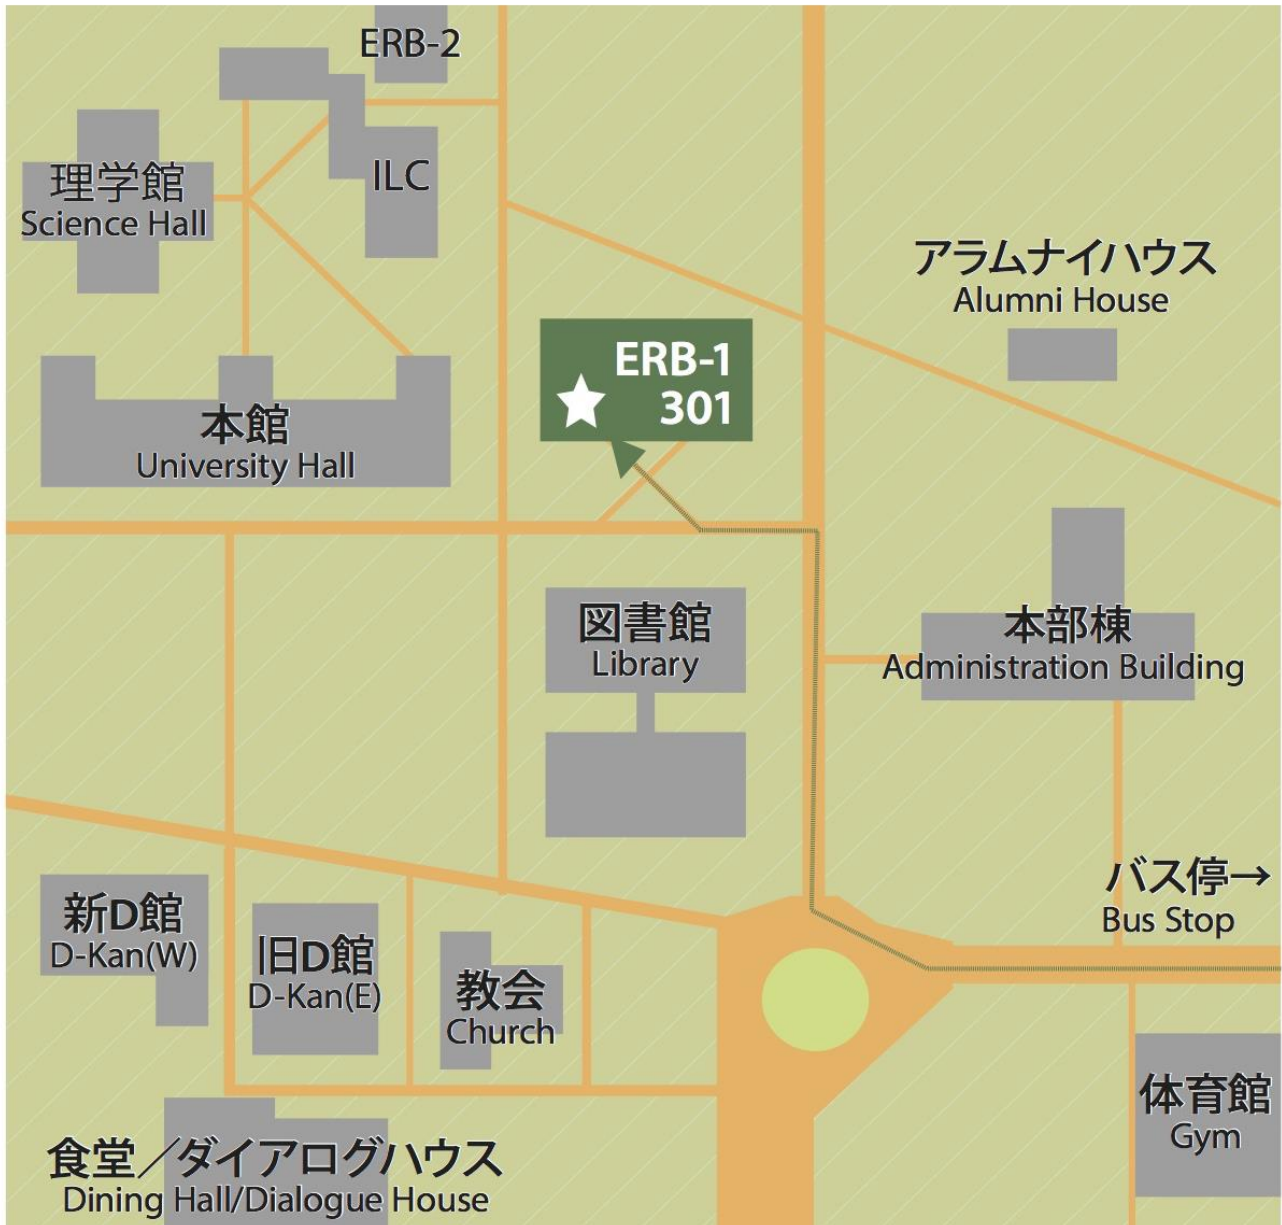 ERB-2
理学館
Science Hall
ILC
アラムナイハウス
Alumni House
ERB-1
301
本館
University Hall
図書館
Library
本部棟
Administration Building
バス停→
Bus Stop
新D館
D-Kan(W)
旧D館
D-Kan(E)
教会
Church
体育館
Gym
食堂／ダイアログハウス
Dining Hall/Dialogue House